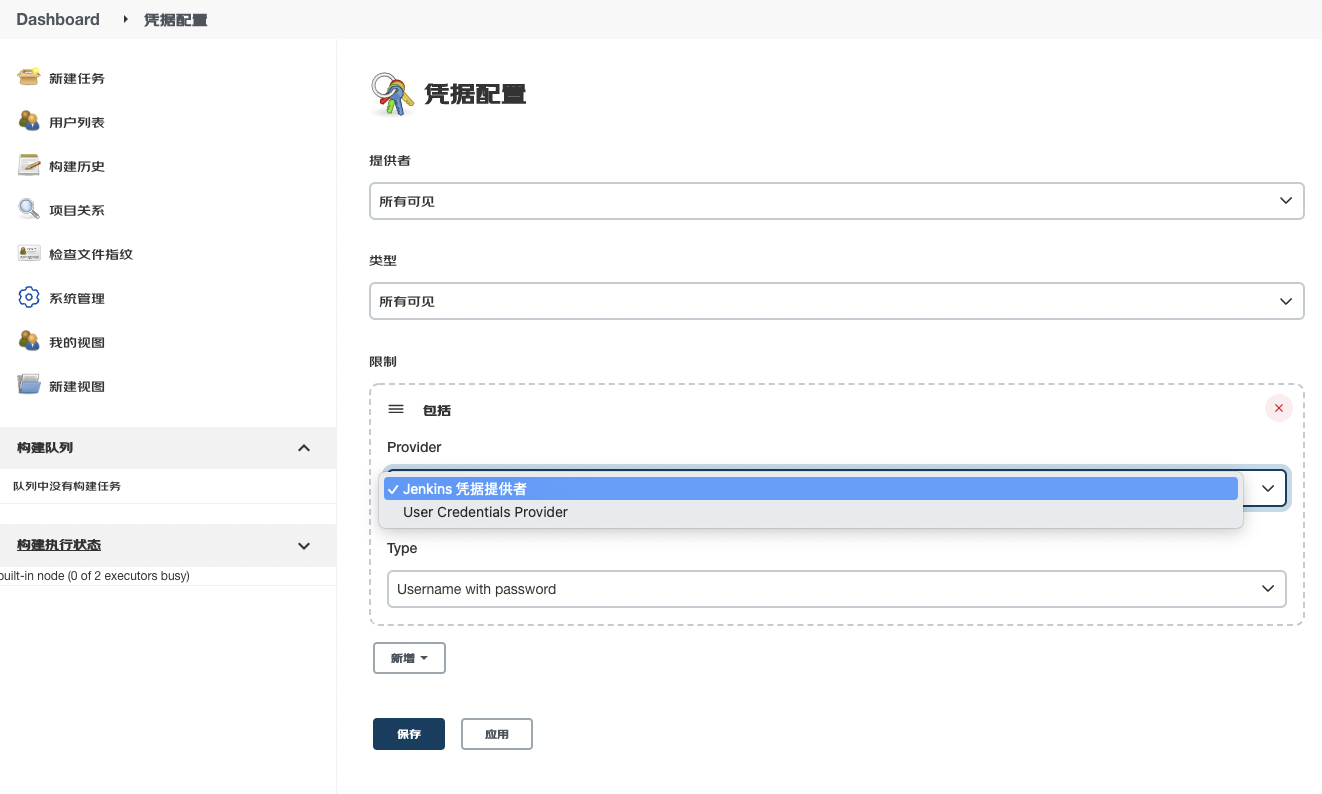 Dashboard 凭据配置
新建任务
用户列表
构建历史
项目关系
检查文件指纹
系统管理
我的视图
新建视图
构建队列
队列中没有构建任务
构建执行状态
built-in node (0 of 2 executors busy)
凭据配置
提供者
所有可见
类型
所有可见
限制
包括
Provider
Jenkins 凭据提供者
User Credentials Provider
Type
Username with password
新增
保存 应用